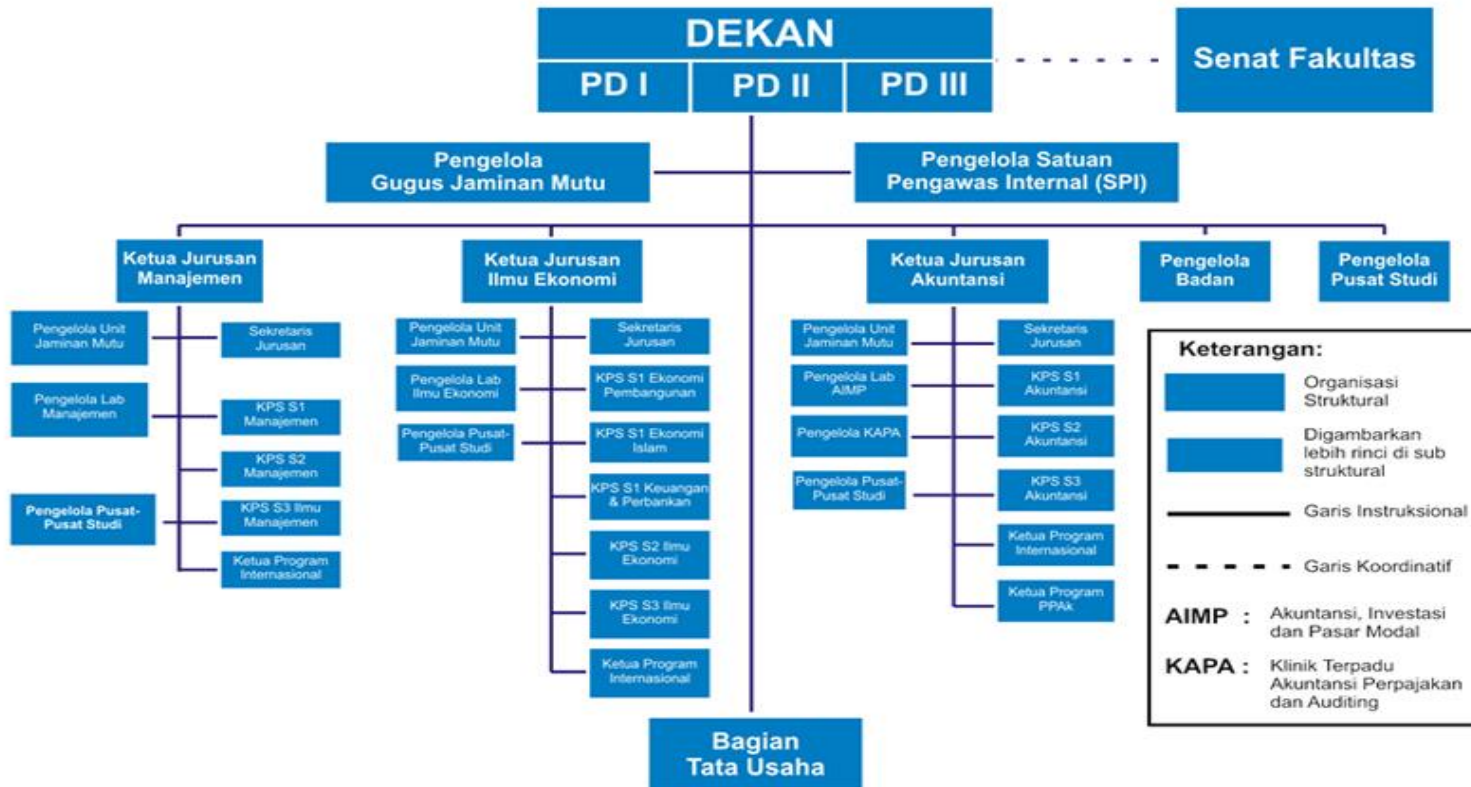 DEKAN
PD I
PD II
PD III
Senat Fakultas
Pengelola
Gugus Jaminan Mutu
Pengelola Satuan
Pengawas Internal (SPI)
Ketua Jurusan
Manajemen
Ketua Jurusan
Ilmu Ekonomi
Ketua Jurusan
Akuntansi
Pengelola
Badan
Pengelola
Pusat Studi
Pengelola Unit
Jaminan Mutu
Sekretaris
Jurusan
Pengelola Lab
Manajemen
KPS S1
Manajemen
KPS S2
Manajemen
Pengelola Pusat-
Pusat Studi
KPS S3 Ilmu
Manajemen
Ketua Program
Internasional
Pengelola Unit
Jaminan Mutu
Sekretaris
Jurusan
Pengelola Lab
Ilmu Ekonomi
KPS S1 Ekonomi
Pembangunan
Pengelola Pusat-
Pusat Studi
KPS S1 Ekonomi
Islam
KPS S1 Keuangan
& Perbankan
KPS S2 Ilmu
Ekonomi
KPS S3 Ilmu
Ekonomi
Ketua Program
Internasional
Pengelola Unit
Jaminan Mutu
Sekretaris
Jurusan
Pengelola Lab
AIMP
KPS S1
Akuntansi
Pengelola KAPA
KPS S2
Akuntansi
Pengelola Pusat-
Pusat Studi
KPS S3
Akuntansi
Ketua Program
Internasional
Ketua Program
PPAk
Bagian
Tata Usaha
Keterangan:
Organisasi
Struktural
Digambarkan
lebih rinci di sub
struktural
Garis Instruksional
Garis Koordinatif
AIMP : Akuntansi, Investasi
dan Pasar Modal
KAPA : Klinik Terpadu
Akuntansi Perpajakan
dan Auditing